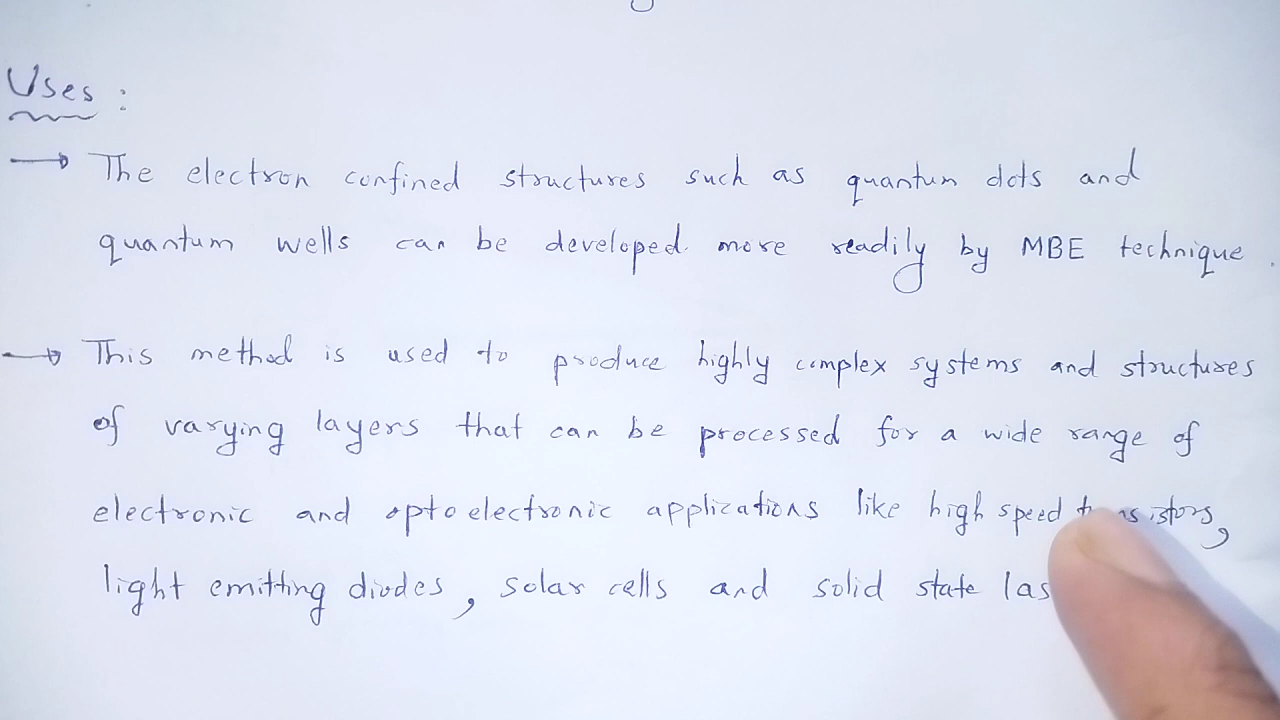 Uses :
→ The electron confined structures such as quantum dots and
quantum wells can be developed. more readily by MBE technique.
→ This method is used to produce highly complex systems and structures
of varying layers that can be processed for a wide range of
electronic and optoelectronic applications like high speed
light emitting diodes, solar cells and solid state